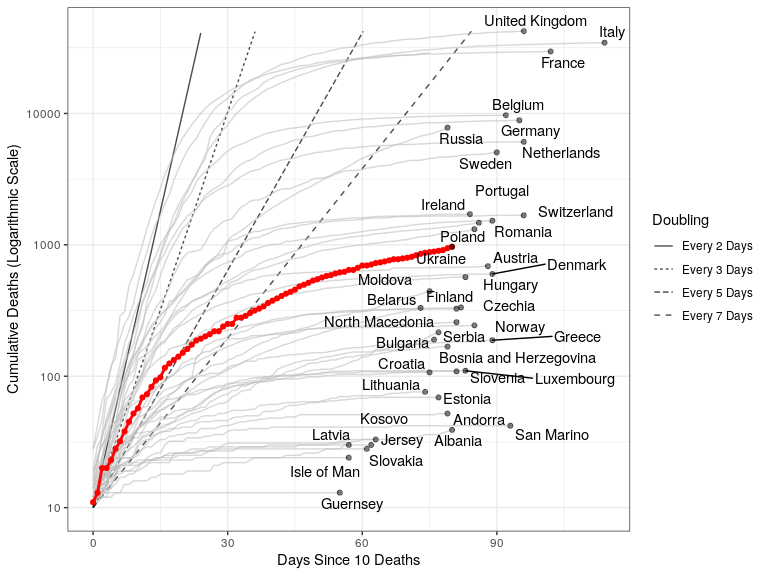 United Kingdom
Italy
France
Belgium
Germany
Russia
Netherlands
Sweden
Portugal
Ireland
Switzerland
Romania
Poland
Ukraine
Austria
Denmark
Moldova
Hungary
Belarus
Finland
Czechia
North Macedonia
Norway
Serbia
Greece
Bulgaria
Bosnia and Herzegovina
Croatia
Slovenia
Luxembourg
Lithuania
Estonia
Kosovo
Andorra
San Marino
Latvia
Jersey
Albania
Slovakia
Isle of Man
Guernsey
10000
1000
100
10
0
30
60
90
Days Since 10 Deaths
Cumulative Deaths (Logarithmic Scale)
Doubling
Every 2 Days
Every 3 Days
Every 5 Days
Every 7 Days